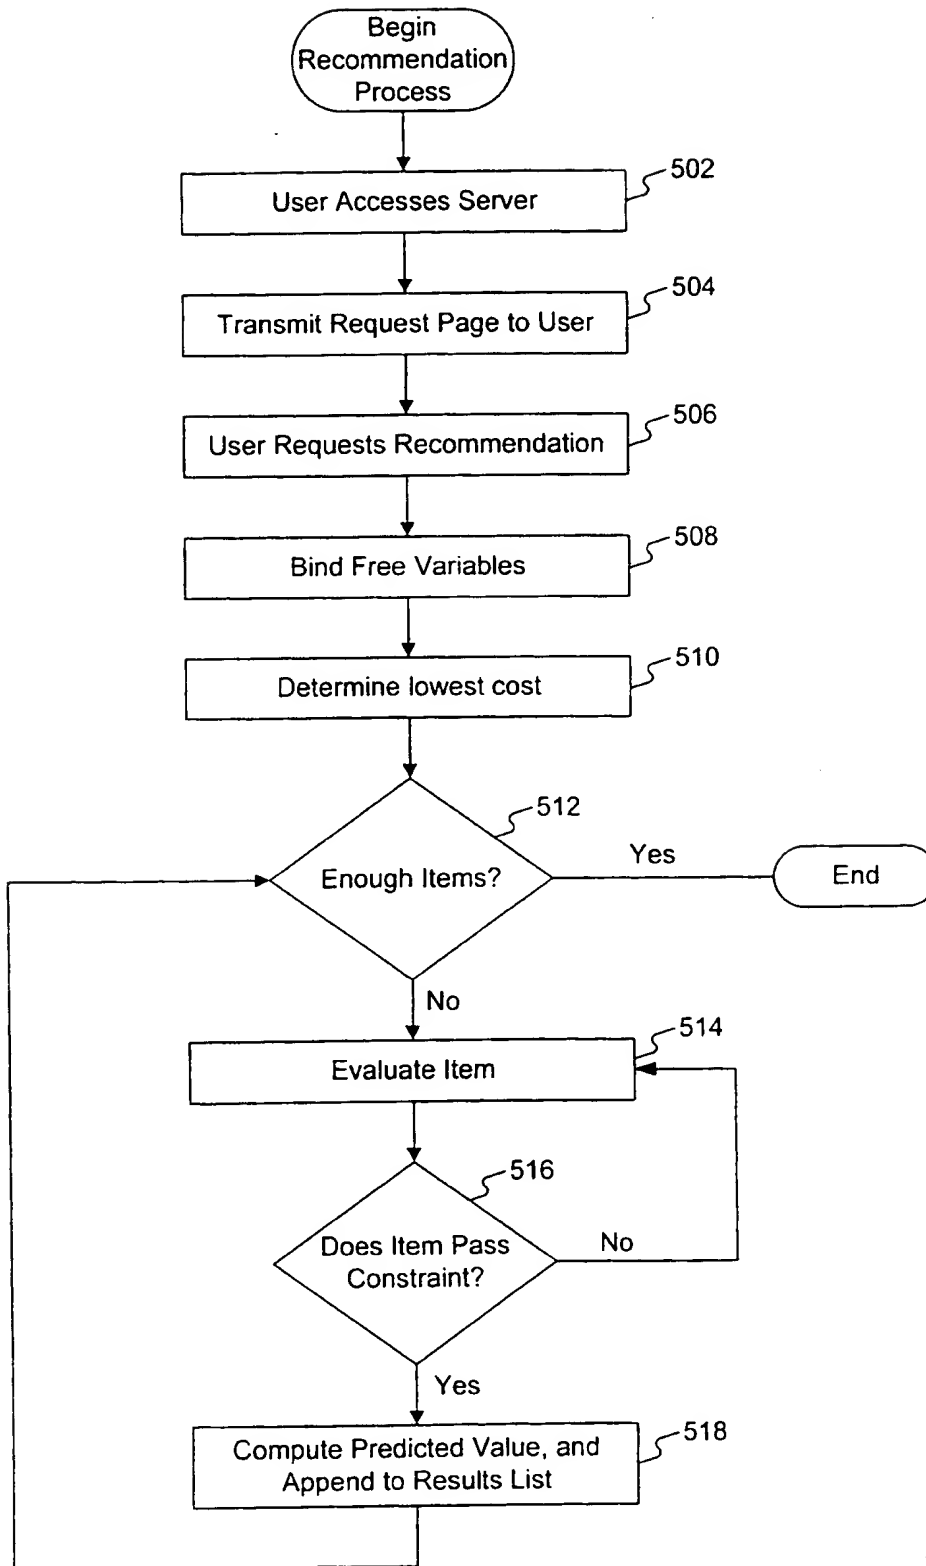 Begin
Recommendation
Process
502
User Accesses Server
504
Transmit Request Page to User
506
User Requests Recommendation
508
Bind Free Variables
510
Determine lowest cost
512
Enough Items?
Yes
End
No
514
Evaluate Item
516
Does Item Pass
Constraint?
No
Yes
518
Compute Predicted Value, and
Append to Results List